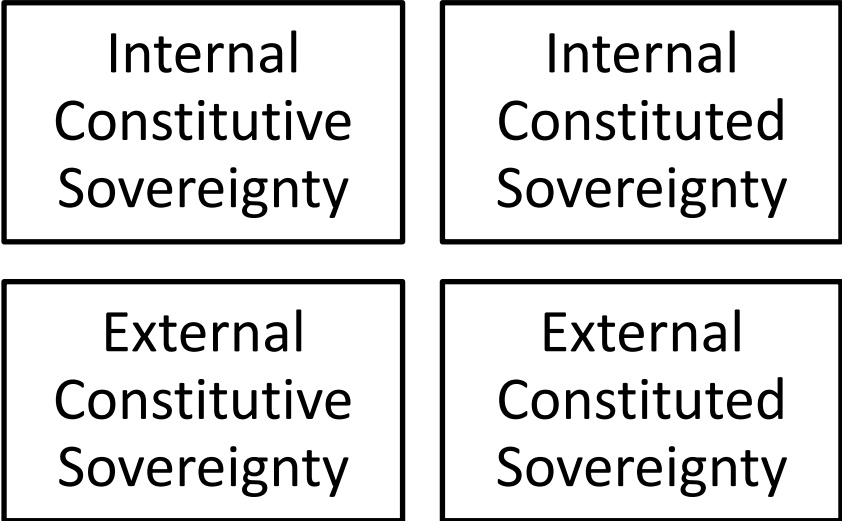 Internal
Constitutive
Sovereignty
Internal
Constituted
Sovereignty
External
Constitutive
Sovereignty
External
Constituted
Sovereignty